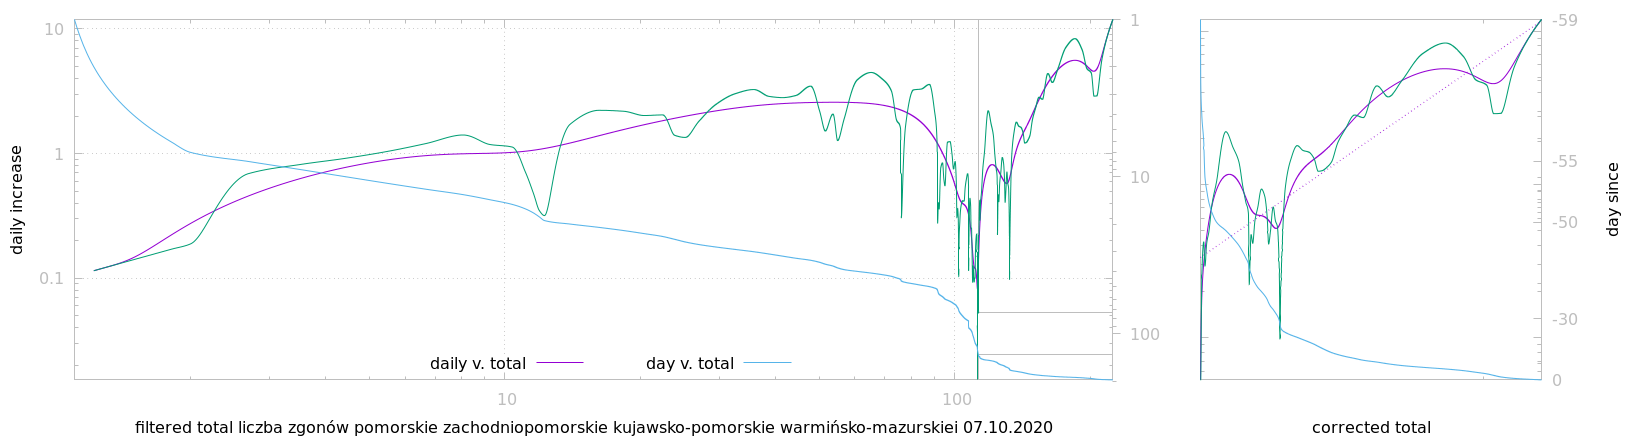 10
1
0.1
daily increase
daily v. total
day v. total
10
100
1
10
100
-59
-55
-50
-30
0
day since
filtered total liczba zgonów pomorskie zachodniopomorskie kujawsko-pomorskie warmińsko-mazurskiei 07.10.2020
corrected total